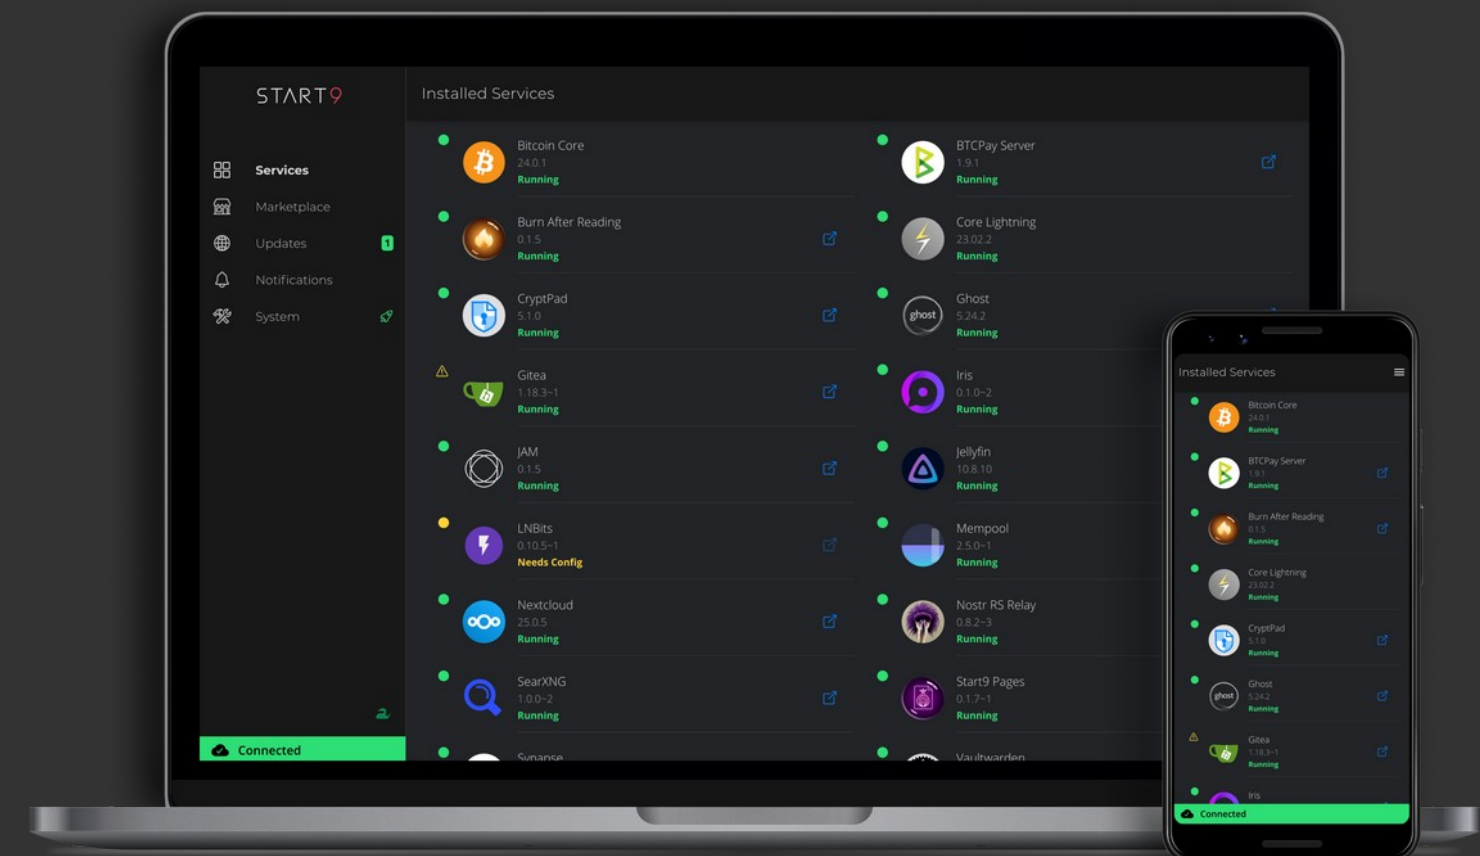 START9
Installed Services
Services
Marketplace
Updates
1
Notifications
System
Connected
Bitcoin Core
24.0.1
Running
BTCPay Server
1.9.1
Running
Burn After Reading
0.1.5
Running
Core Lightning
23.02.2
Running
CryptPad
5.1.0
Running
ghost
Ghost
5.24.2
Running
Gitea
1.18.3~1
Running
Iris
0.1.0~2
Running
JAM
0.1.5
Running
Jellyfin
10.8.10
Running
LNBits
0.10.5~1
Needs Config
Mempool
2.5.0~1
Running
Nextcloud
25.0.5
Running
Nostr RS Relay
0.8.2~3
Running
SearXNG
1.0.0~2
Running
Start9 Pages
0.1.7~1
Running
Synapse
Vaultwarden
Installed Services
Bitcoin Core
24.0.1
Running
BTCPay Server
1.9.1
Running
Burn After Reading
0.1.5
Running
Core Lightning
23.02.2
Running
CryptPad
5.1.0
Running
ghost
Ghost
5.24.2
Running
Gitea
1.18.3~1
Running
Iris
Connected